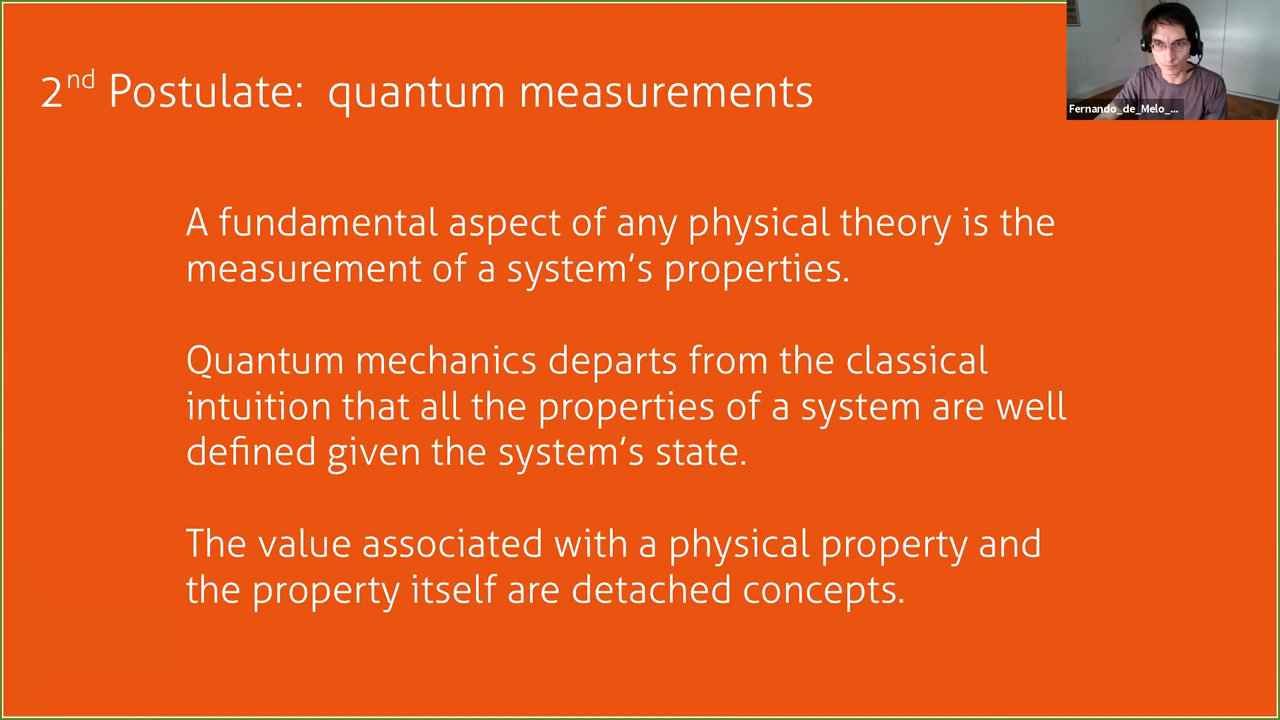 2nd Postulate: quantum measurements
Fernando_de_Melo_...
A fundamental aspect of any physical theory is the
measurement of a system's properties.
Quantum mechanics departs from the classical
intuition that all the properties of a system are well
defined given the system's state.
The value associated with a physical property and
the property itself are detached concepts.